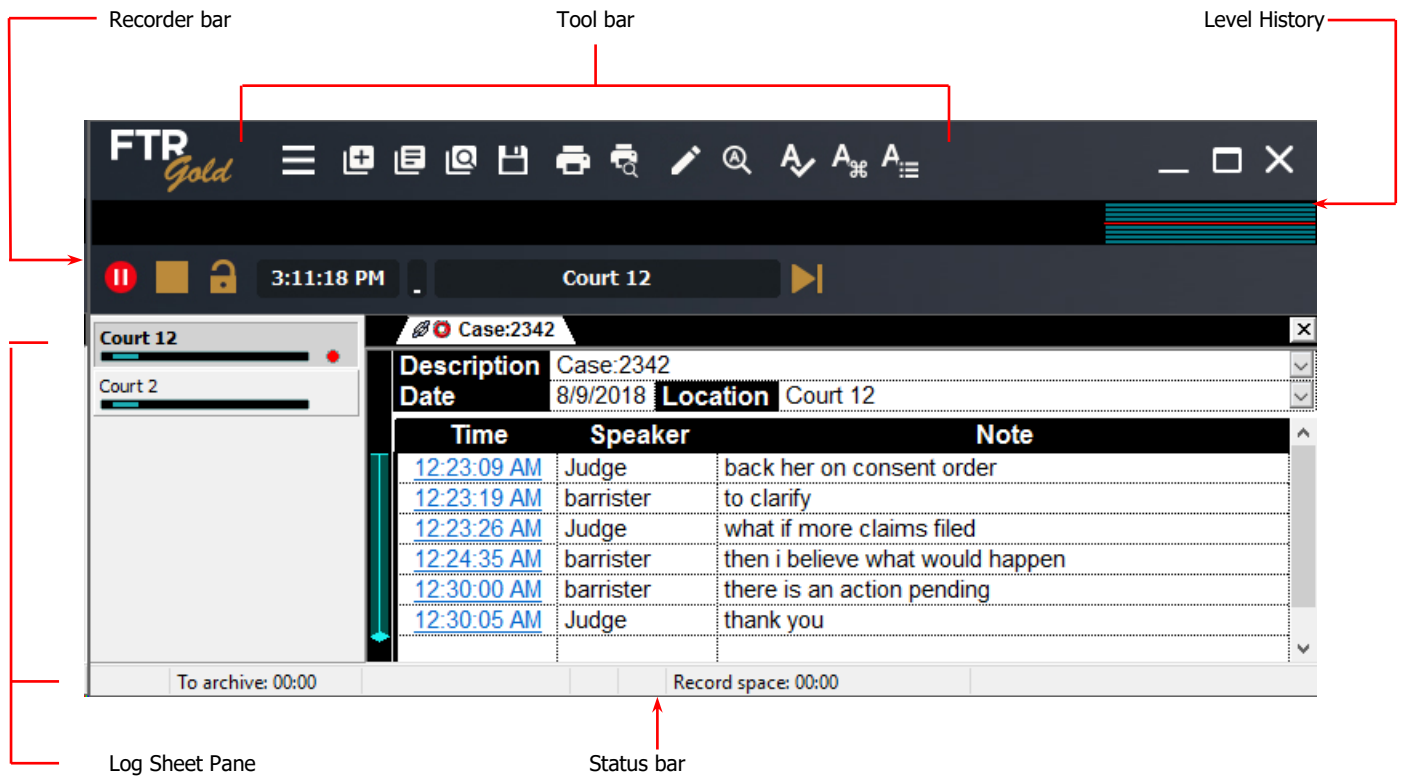 Recorder bar Tool bar Level History
FTR Gold
3:11:18 PM - Court 12
Court 12
Case:2342
Court 2
Description Case:2342
Date 8/9/2018 Location Court 12
Time Speaker Note
12:23:09 AM Judge back her on consent order
12:23:19 AM barrister to clarify
12:23:26 AM Judge what if more claims filed
12:24:35 AM barrister then i believe what would happen
12:30:00 AM barrister there is an action pending
12:30:05 AM Judge thank you
To archive: 00:00 Record space: 00:00
Log Sheet Pane Status bar